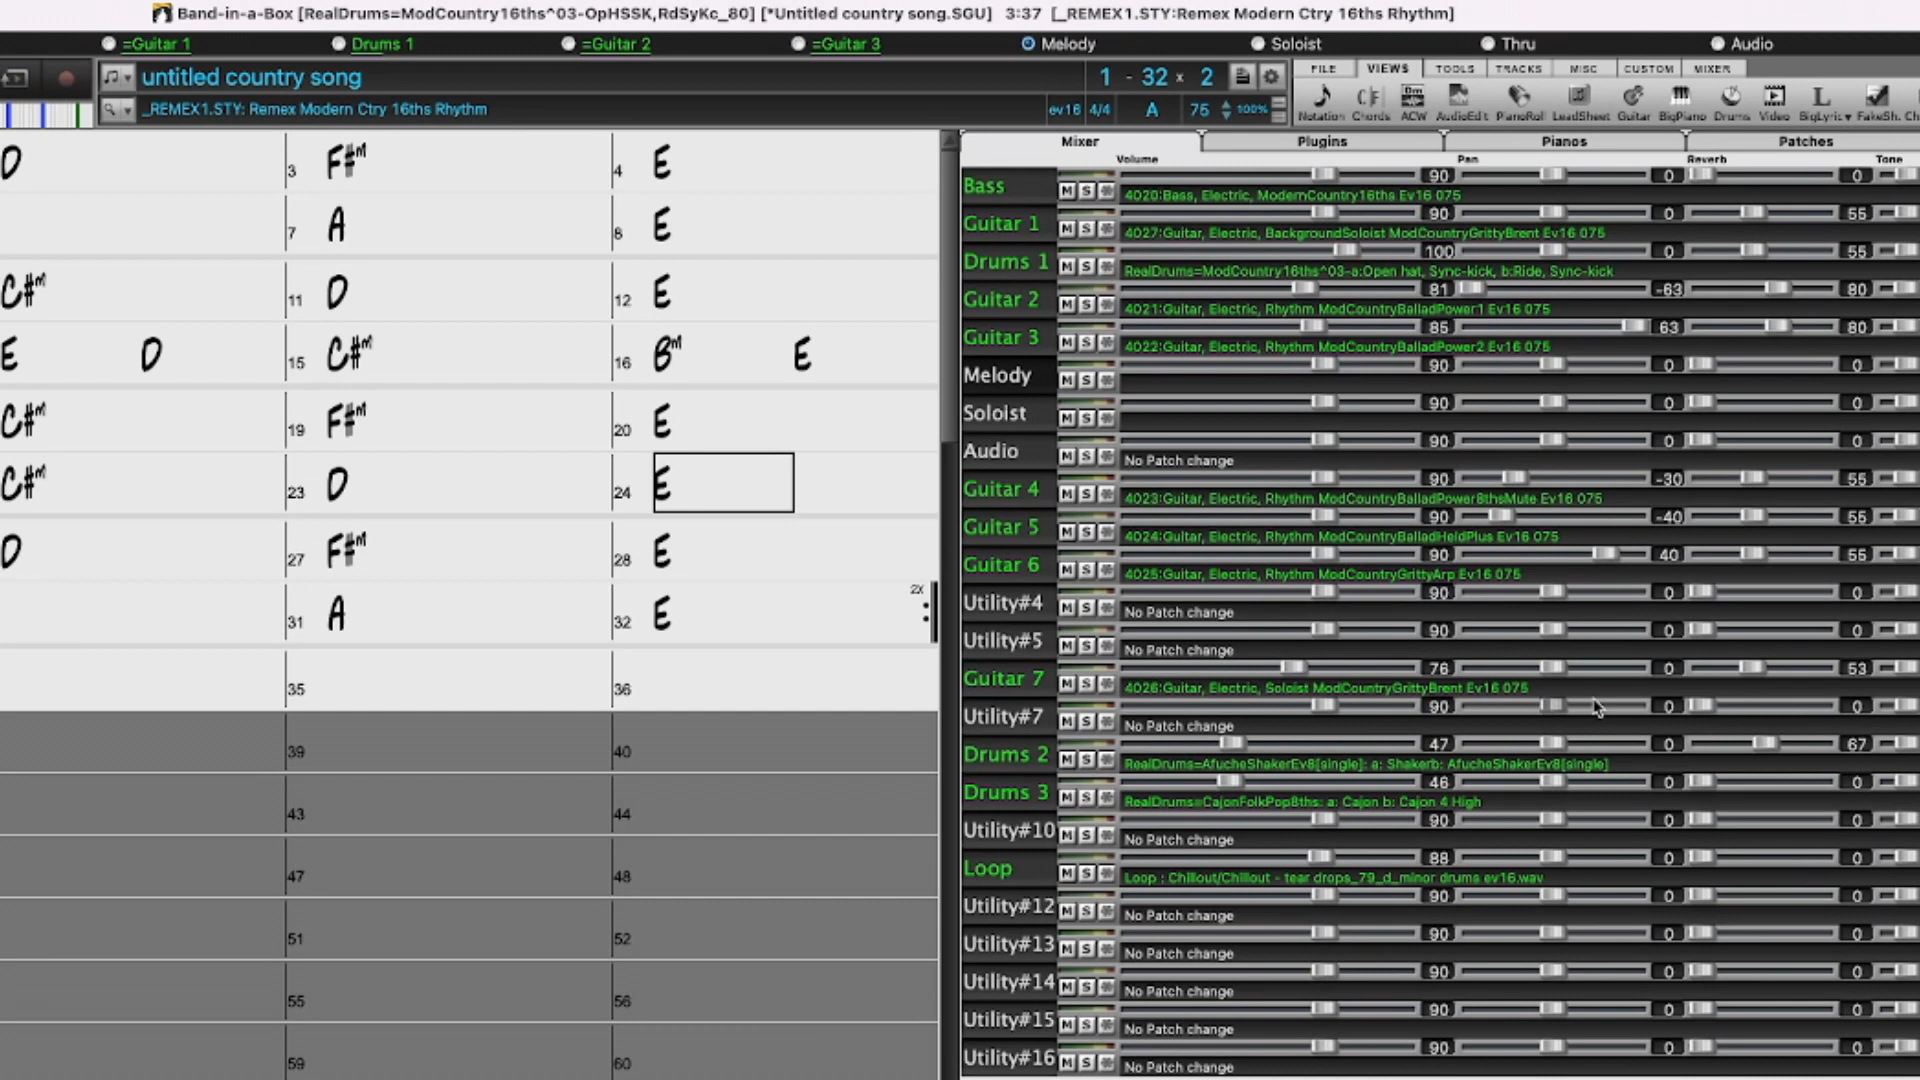 Band-in-a-Box [RealDrums=ModCountry16ths^03-OpHSSK,RdSyKc_80] [*Untitled country song.SGU] 3:37 [_REMEX1.STY:Remex Modern Ctry 16ths Rhythm]
=Guitar 1 Drums 1 =Guitar 2 =Guitar 3 Melody Soloist Thru Audio
untitled country song 1 - 32 x 2
FILE VIEWS TOOLS TRACKS MISC CUSTOM MIXER
_REMEX1.STY: Remex Modern Ctry 16ths Rhythm ev16 4/4 A 75 100%
Notation Chords ACW AudioEdit PianoRoll LeadSheet Guitar BigPiano Drums Video BigLyric FakeSh.
Mixer Plugins Pianos Patches
Volume Pan Reverb Tone
D 3 F#m 4 E
7 A 8 E
C#m 11 D 12 E
E D 15 C#m 16 Bm E
C#m 19 F#m 20 E
C#m 23 D 24 E
D 27 F#m 28 E
31 A 32 E 2X
35 36
39 40
43 44
47 48
51 52
55 56
59 60
Bass M S 90 0 0
4020:Bass, Electric, ModernCountry16ths Ev16 075
Guitar 1 M S 90 0 55
4027:Guitar, Electric, BackgroundSoloist ModCountryGrittyBrent Ev16 075
Drums 1 M S 100 0 55
RealDrums=ModCountry16ths^03-a:Open hat, Sync-kick, b:Ride, Sync-kick
Guitar 2 M S 81 -63 80
4021:Guitar, Electric, Rhythm ModCountryBalladPower1 Ev16 075
Guitar 3 M S 85 63 80
4022:Guitar, Electric, Rhythm ModCountryBalladPower2 Ev16 075
Melody M S 90 0 0
Soloist M S 90 0 0
Audio M S 90 0 0
No Patch change
Guitar 4 M S 90 -30 55
4023:Guitar, Electric, Rhythm ModCountryBalladPower8thsMute Ev16 075
Guitar 5 M S 90 -40 55
4024:Guitar, Electric, Rhythm ModCountryBalladHeldPlus Ev16 075
Guitar 6 M S 90 40 55
4025:Guitar, Electric, Rhythm ModCountryGrittyArp Ev16 075
Utility#4 M S 90 0 0
No Patch change
Utility#5 M S 90 0 0
No Patch change
Guitar 7 M S 76 0 53
4026:Guitar, Electric, Soloist ModCountryGrittyBrent Ev16 075
Utility#7 M S 90 0 0
No Patch change
Drums 2 M S 47 0 67
RealDrums=AfucheShakerEv8[single]: a: Shakerb: AfucheShakerEv8[single]
Drums 3 M S 46 0 0
RealDrums=CajonFolkPop8ths: a: Cajon b: Cajon 4 High
Utility#10 M S 90 0 0
No Patch change
Loop M S 88 0 0
Loop : Chillout/Chillout - tear drops_79_d_minor drums ev16.wav
Utility#12 M S 90 0 0
No Patch change
Utility#13 M S 90 0 0
No Patch change
Utility#14 M S 90 0 0
No Patch change
Utility#15 M S 90 0 0
No Patch change
Utility#16 M S 90 0 0
No Patch change